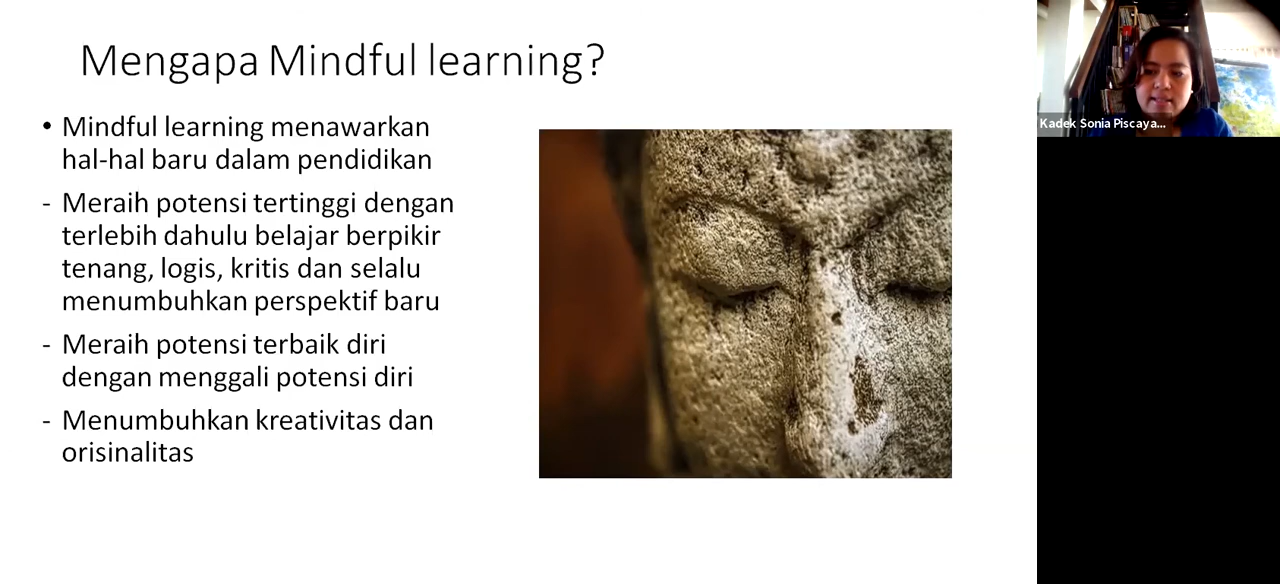 Mengapa Mindful learning?
• Mindful learning menawarkan
hal-hal baru dalam pendidikan
- Meraih potensi tertinggi dengan
terlebih dahulu belajar berpikir
tenang, logis, kritis dan selalu
menumbuhkan perspektif baru
- Meraih potensi terbaik diri
dengan menggali potensi diri
- Menumbuhkan kreativitas dan
orisinalitas
Kadek Sonia Piscaya...